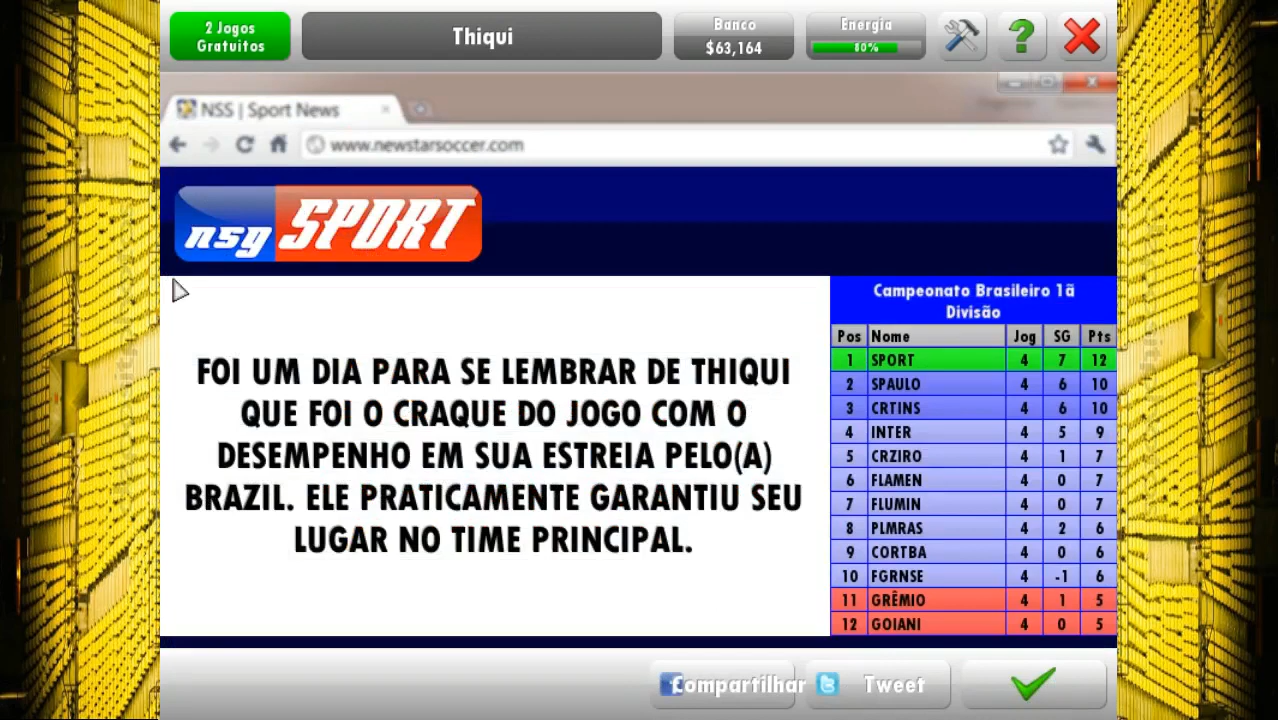 2 Jogos
Gratuitos
Thiqui
Banco
$63,164
Energia
80%
NSS | Sport News
www.newstarsoccer.com
nsg SPORT
FOI UM DIA PARA SE LEMBRAR DE THIQUI
QUE FOI O CRAQUE DO JOGO COM O
DESEMPENHO EM SUA ESTREIA PELO(A)
BRAZIL. ELE PRATICAMENTE GARANTIU SEU
LUGAR NO TIME PRINCIPAL.
Campeonato Brasileiro 1ã
Divisão
Pos Nome Jog SG Pts
1 SPORT 4 7 12
2 SPAULO 4 6 10
3 CRTINS 4 6 10
4 INTER 4 5 9
5 CRZIRO 4 1 7
6 FLAMEN 4 0 7
7 FLUMIN 4 0 7
8 PLMRAS 4 2 6
9 CORTBA 4 0 6
10 FGRNSE 4 -1 6
11 GRÊMIO 4 1 5
12 GOIANI 4 0 5
Compartilhar
Tweet